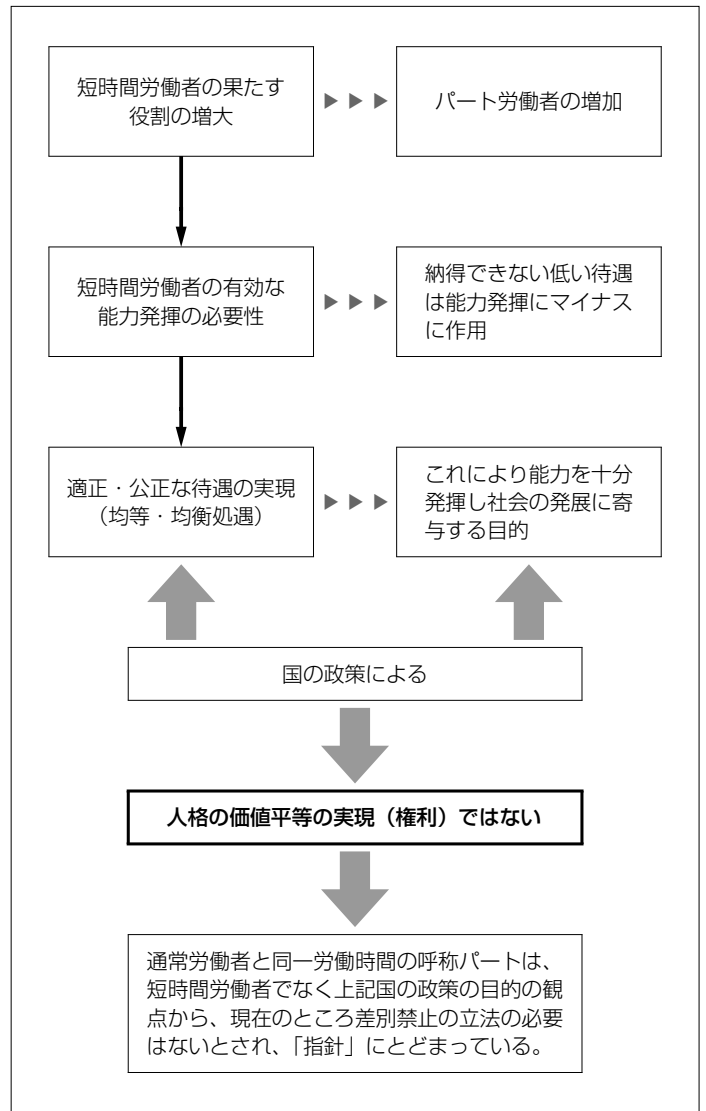 短時間労働者の果たす
役割の増大
▶ ▶ ▶
パート労働者の増加
短時間労働者の有効な
能力発揮の必要性
▶ ▶ ▶
納得できない低い待遇
は能力発揮にマイナス
に作用
適正・公正な待遇の実現
（均等・均衡処遇）
▶ ▶ ▶
これにより能力を十分
発揮し社会の発展に寄
与する目的
国の政策による
人格の価値平等の実現（権利）ではない
通常労働者と同一労働時間の呼称パートは、
短時間労働者でなく上記国の政策の目的の観
点から、現在のところ差別禁止の立法の必要
はないとされ、「指針」にとどまっている。